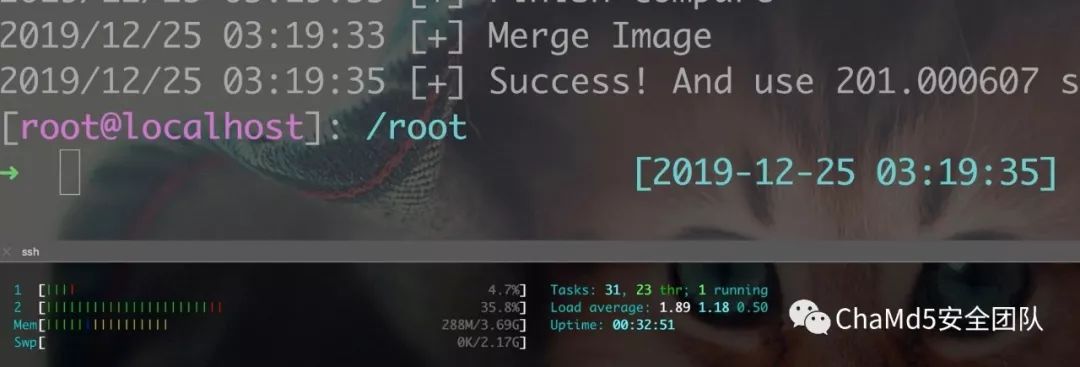 2019/12/25 03:19:33 [+] Merge Image
2019/12/25 03:19:35 [+] Success! And use 201.000607 s
[root@localhost]: /root
→
[2019-12-25 03:19:35]
× ssh
1 [|||| 4.7%] Tasks: 31, 23 thr; 1 running
2 [||||||||||||||||||||||| 35.8%] Load average: 1.89 1.18 0.50
Mem[|||||||||||||||| 288M/3.69G] Uptime: 00:32:51
Swp[ 0K/2.17G]
ChaMd5安全团队